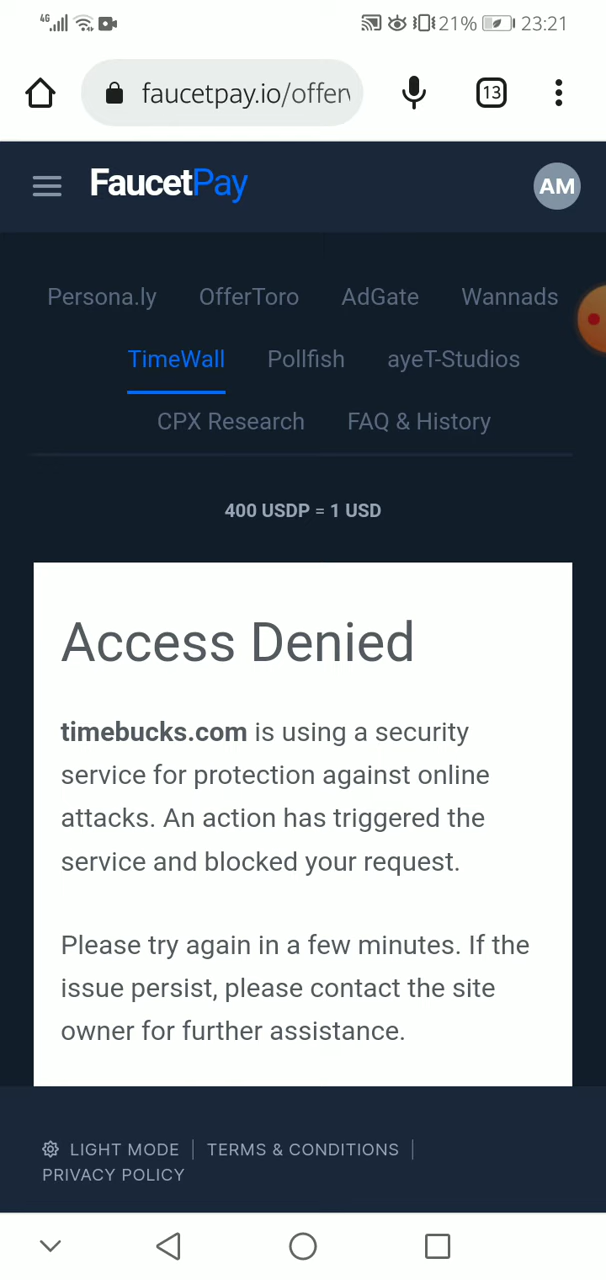 4G 21% 23:21
faucetpay.io/offer 13
FaucetPay AM
Persona.ly OfferToro AdGate Wannads
TimeWall Pollfish ayeT-Studios
CPX Research FAQ & History
400 USDP = 1 USD
Access Denied
timebucks.com is using a security
service for protection against online
attacks. An action has triggered the
service and blocked your request.
Please try again in a few minutes. If the
issue persist, please contact the site
owner for further assistance.
LIGHT MODE TERMS & CONDITIONS
PRIVACY POLICY